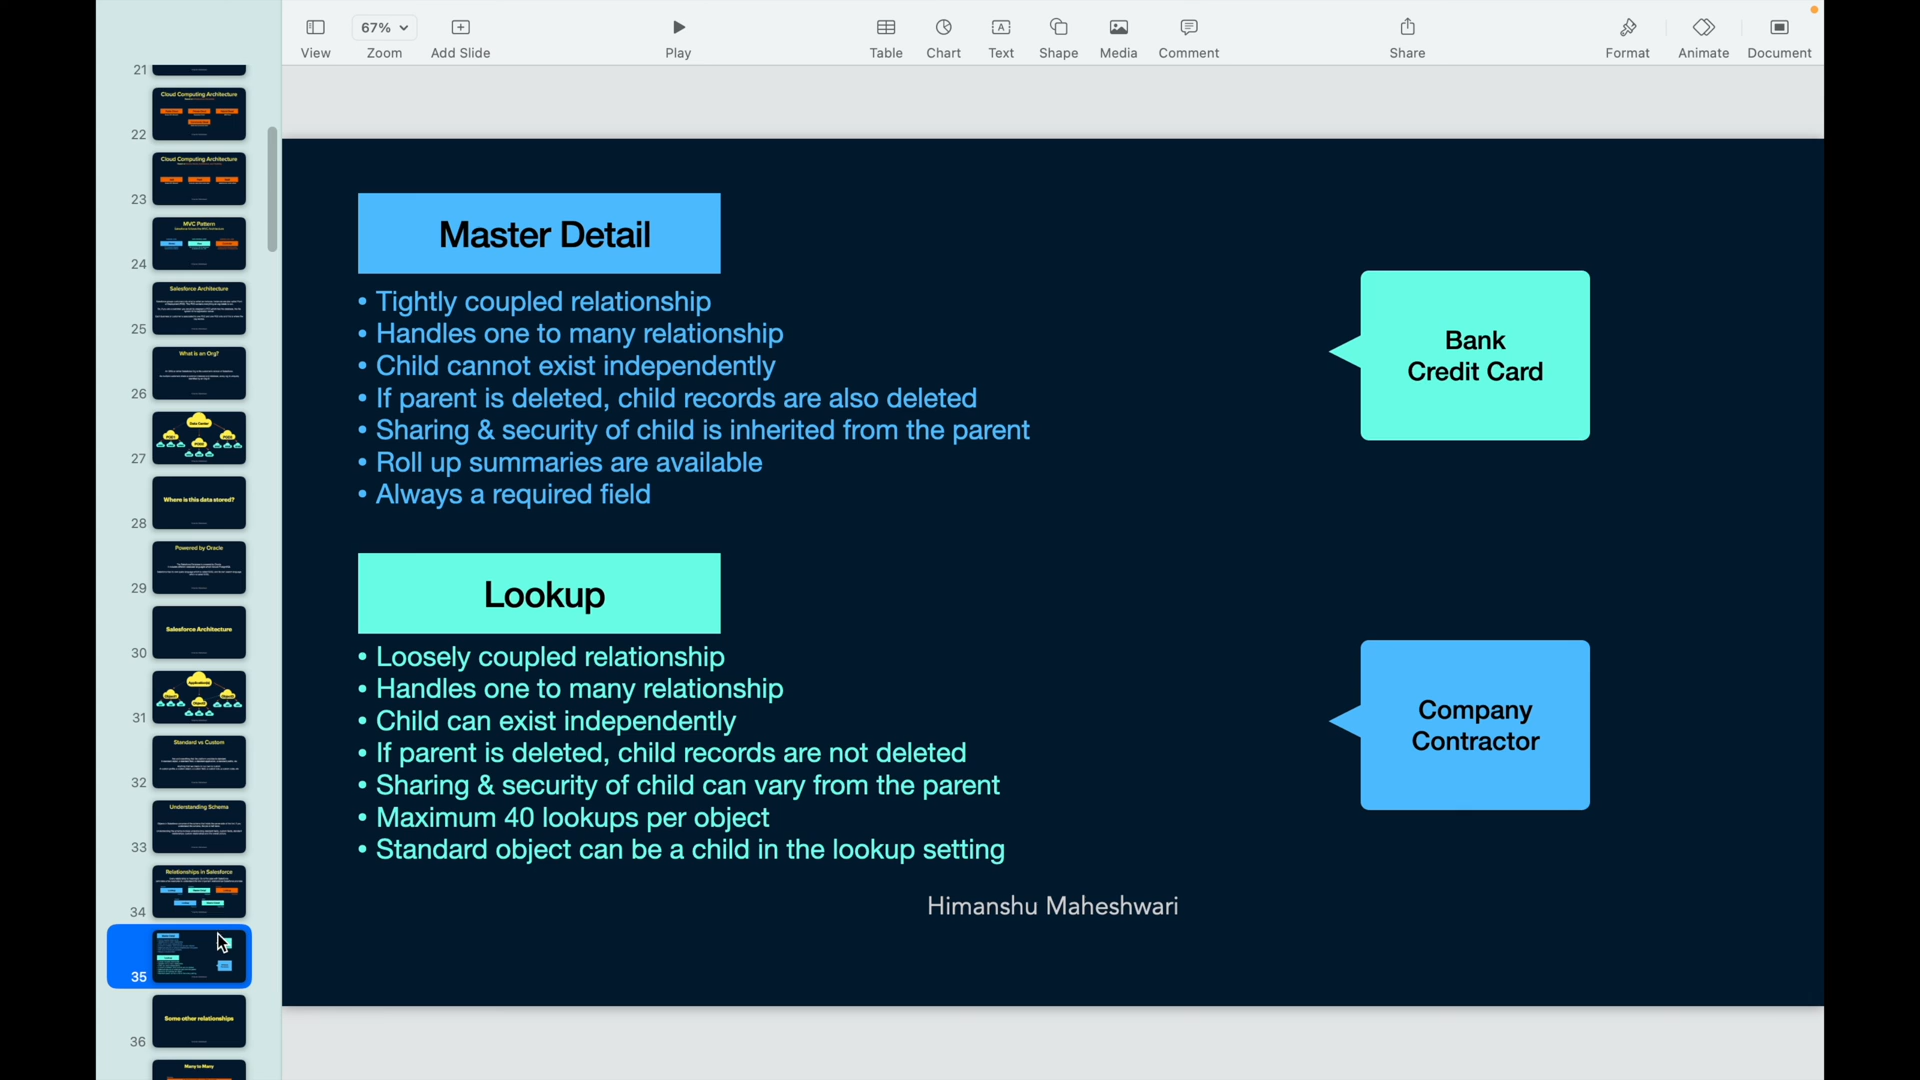 View
67%
Zoom
Add Slide
Play
Table
Chart
Text
Shape
Media
Comment
Share
Format
Animate
Document
21
Cloud Computing Architecture
22
Cloud Computing Architecture
23
MVC Pattern
24
Salesforce Architecture
25
What is an Org?
26
Data Center
27
Where is this data stored?
28
Powered by Oracle
29
Salesforce Architecture
30
31
Standard vs Custom
32
Understanding Schema
33
Relationships in Salesforce
34
35
Some other relationships
36
Many to Many
Master Detail
• Tightly coupled relationship
• Handles one to many relationship
• Child cannot exist independently
• If parent is deleted, child records are also deleted
• Sharing & security of child is inherited from the parent
• Roll up summaries are available
• Always a required field
Bank
Credit Card
Lookup
• Loosely coupled relationship
• Handles one to many relationship
• Child can exist independently
• If parent is deleted, child records are not deleted
• Sharing & security of child can vary from the parent
• Maximum 40 lookups per object
• Standard object can be a child in the lookup setting
Company
Contractor
Himanshu Maheshwari